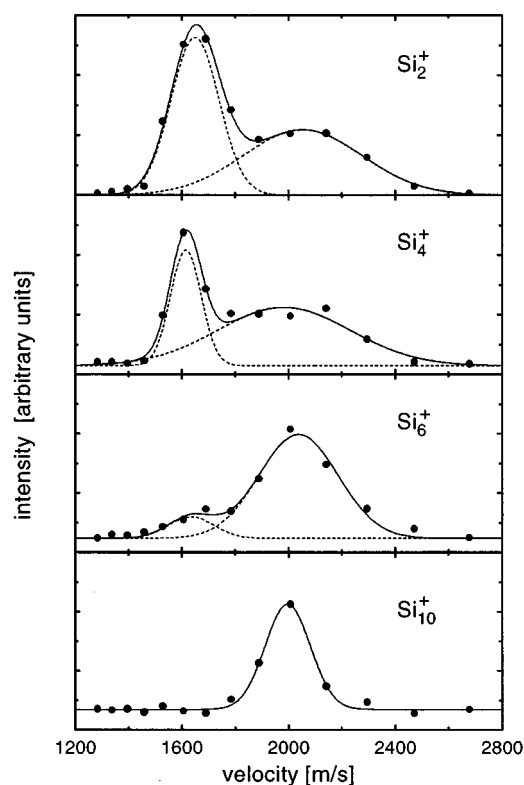 Si₂⁺
Si₄⁺
Si₆⁺
Si₁₀⁺
intensity [arbitrary units]
1200 1600 2000 2400 2800
velocity [m/s]